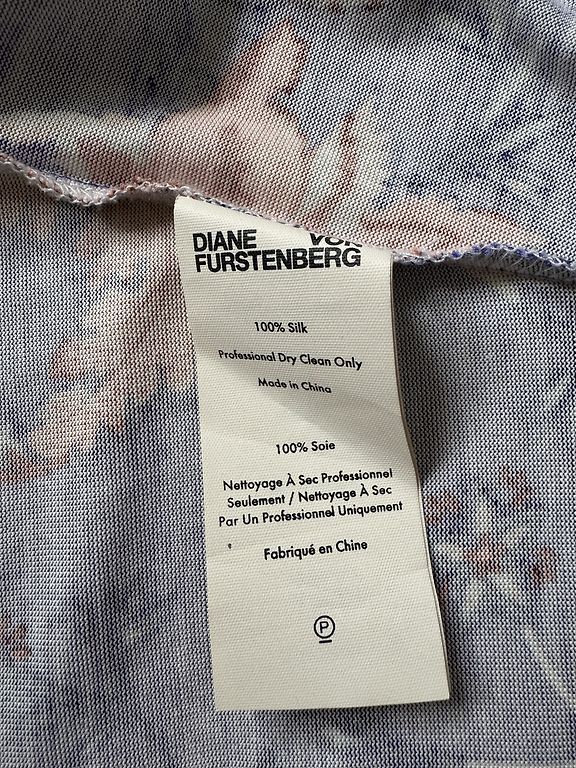 DIANE VON
FURSTENBERG
100% Silk
Professional Dry Clean Only
Made in China
100% Soie
Nettoyage À Sec Professionnel
Seulement / Nettoyage À Sec
Par Un Professionnel Uniquement
Fabriqué en Chine
P